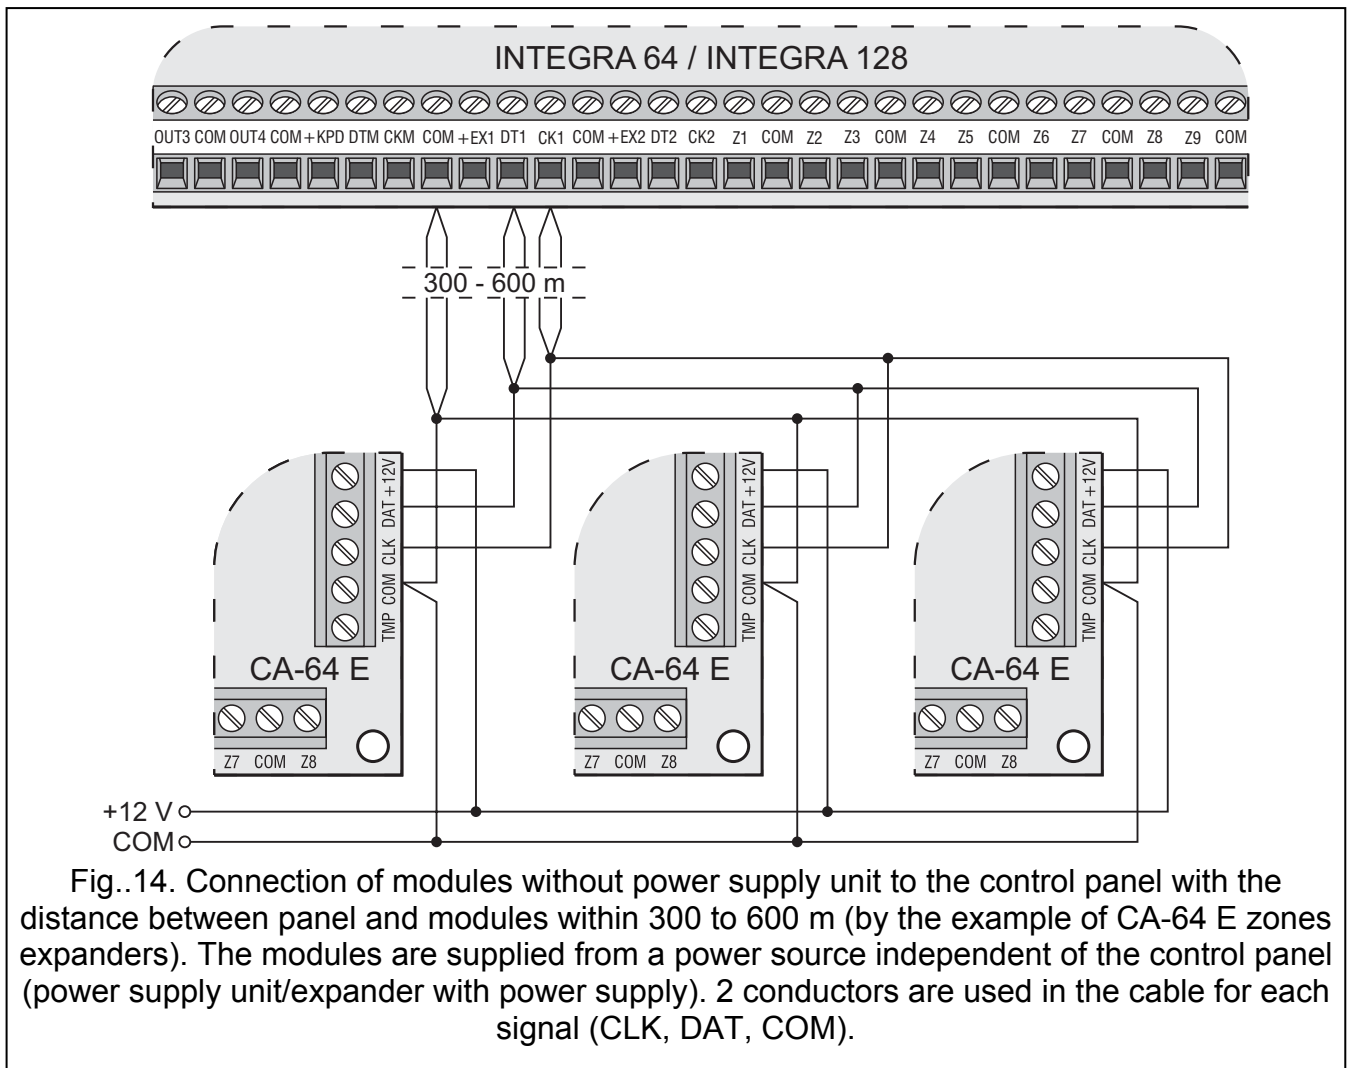 INTEGRA 64 / INTEGRA 128
OUT3 COM OUT4 COM +KPD DTM CKM COM +EX1 DT1 CK1 COM +EX2 DT2 CK2 Z1 COM Z2 Z3 COM Z4 Z5 COM Z6 Z7 COM Z8 Z9 COM
300 - 600 m
TMP COM CLK DAT +12V
CA-64 E
Z7 COM Z8
TMP COM CLK DAT +12V
CA-64 E
Z7 COM Z8
TMP COM CLK DAT +12V
CA-64 E
Z7 COM Z8
+12 V
COM
Fig..14. Connection of modules without power supply unit to the control panel with the
distance between panel and modules within 300 to 600 m (by the example of CA-64 E zones
expanders). The modules are supplied from a power source independent of the control panel
(power supply unit/expander with power supply). 2 conductors are used in the cable for each
signal (CLK, DAT, COM).